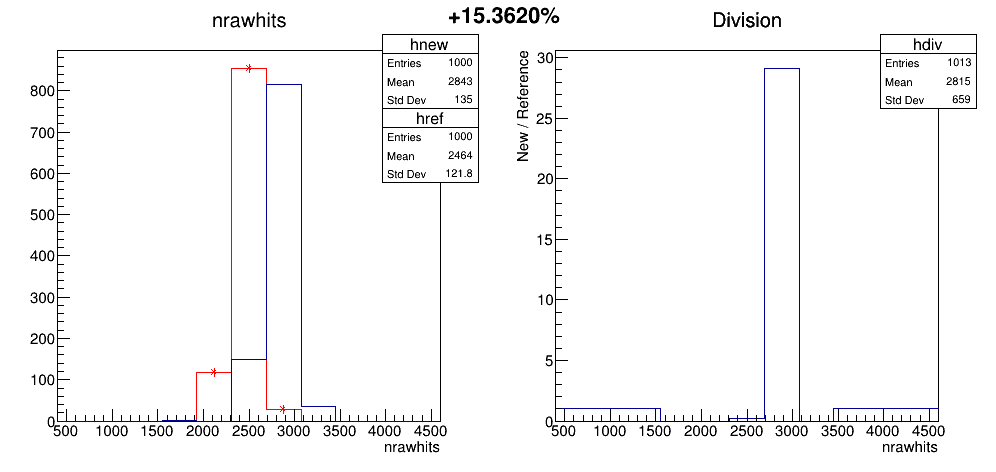 +15.3620%
nrawhits
hnew
Entries 1000
Mean 2843
Std Dev 135
href
Entries 1000
Mean 2464
Std Dev 121.8
800
700
600
500
400
300
200
100
0
500 1000 1500 2000 2500 3000 3500 4000 4500
nrawhits
Division
hdiv
Entries 1013
Mean 2815
Std Dev 659
New / Reference
30
25
20
15
10
5
0
500 1000 1500 2000 2500 3000 3500 4000 4500
nrawhits